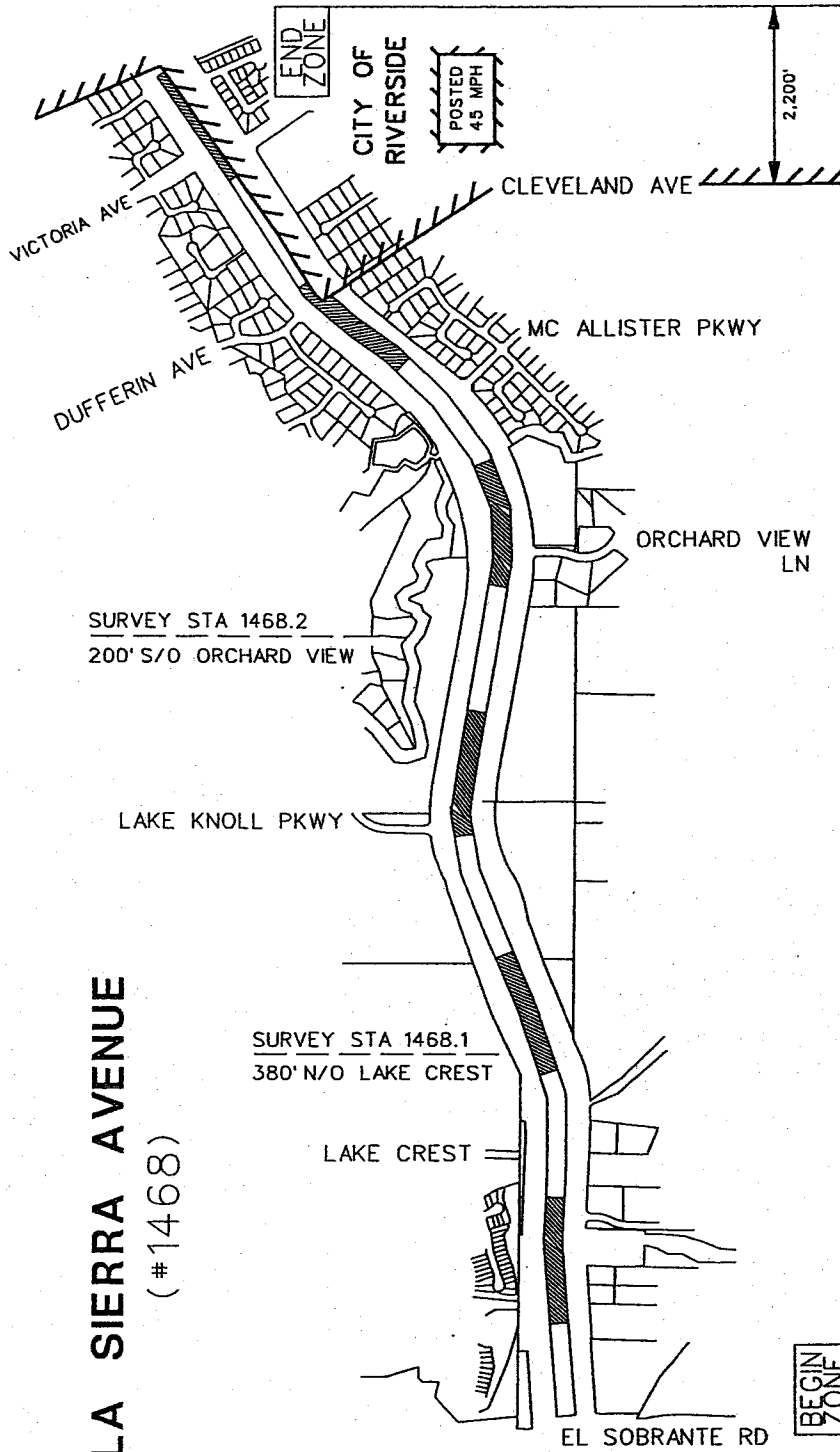 END
ZONE
CITY OF
RIVERSIDE
POSTED
45 MPH
2,200'
CLEVELAND AVE
VICTORIA AVE
MC ALLISTER PKWY
DUFFERIN AVE
ORCHARD VIEW
LN
SURVEY STA 1468.2
200' S/O ORCHARD VIEW
LAKE KNOLL PKWY
SURVEY STA 1468.1
380' N/O LAKE CREST
LAKE CREST
LA SIERRA AVENUE
(#1468)
BEGIN
ZONE
EL SOBRANTE RD